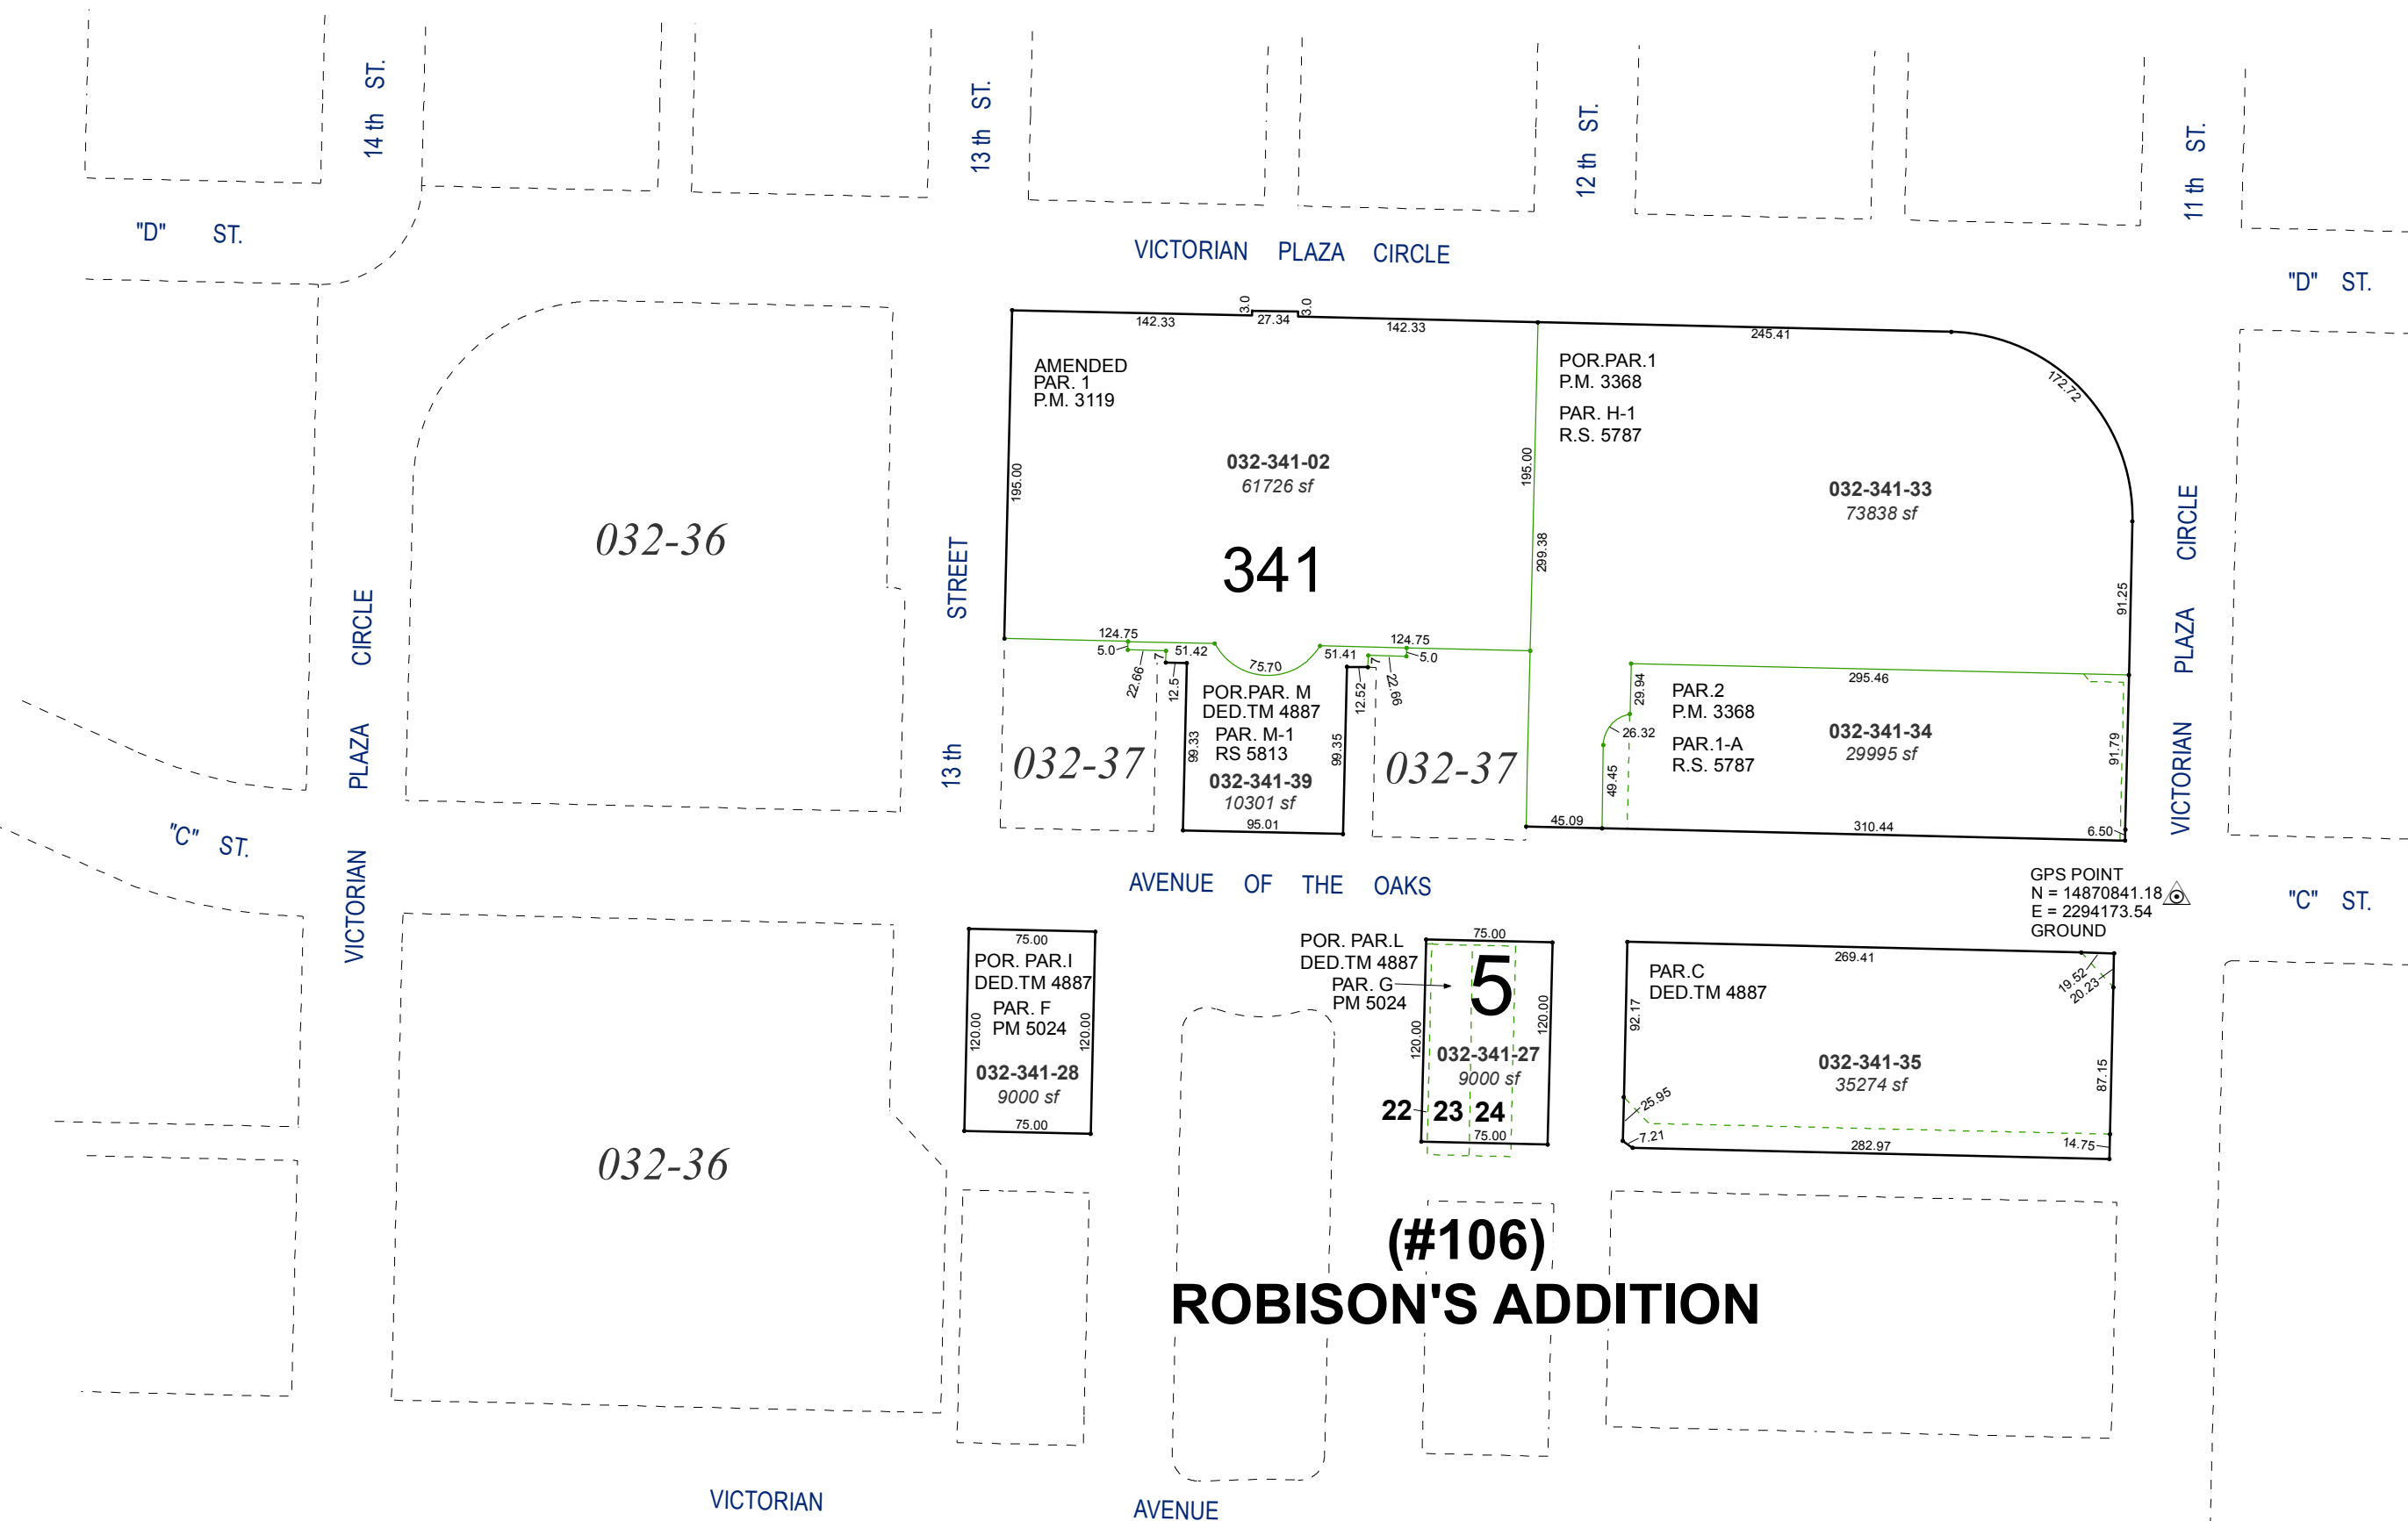 14 th ST.
13 th ST.
12 th ST.
11 th ST.
"D" ST.
VICTORIAN PLAZA CIRCLE
"D" ST.
142.33
3.0
27.34
3.0
142.33
245.41
172.72
AMENDED
PAR. 1
P.M. 3119
POR.PAR.1
P.M. 3368
PAR. H-1
R.S. 5787
032-341-02
61726 sf
195.00
195.00
299.38
032-341-33
73838 sf
91.25
032-36
341
13 th STREET
VICTORIAN PLAZA CIRCLE
VICTORIAN PLAZA CIRCLE
124.75
5.0
22.66
7
51.42
12.5
75.70
51.41
124.75
5.0
7
22.66
12.52
POR.PAR. M
DED.TM 4887
PAR. M-1
RS 5813
032-341-39
10301 sf
99.33
99.35
95.01
032-37
032-37
295.46
29.94
26.32
49.45
PAR.2
P.M. 3368
PAR.1-A
R.S. 5787
032-341-34
29995 sf
91.79
45.09
310.44
6.50
"C" ST.
AVENUE OF THE OAKS
GPS POINT
N = 14870841.18
E = 2294173.54
GROUND
"C" ST.
75.00
POR. PAR.I
DED.TM 4887
PAR. F
PM 5024
120.00
120.00
032-341-28
9000 sf
75.00
POR. PAR.L
DED.TM 4887
PAR. G
PM 5024
75.00
5
120.00
120.00
032-341-27
9000 sf
22 23 24
75.00
269.41
PAR.C
DED.TM 4887
19.52
20.23
92.17
032-341-35
35274 sf
87.15
25.95
7.21
282.97
14.75
032-36
(#106)
ROBISON'S ADDITION
VICTORIAN AVENUE